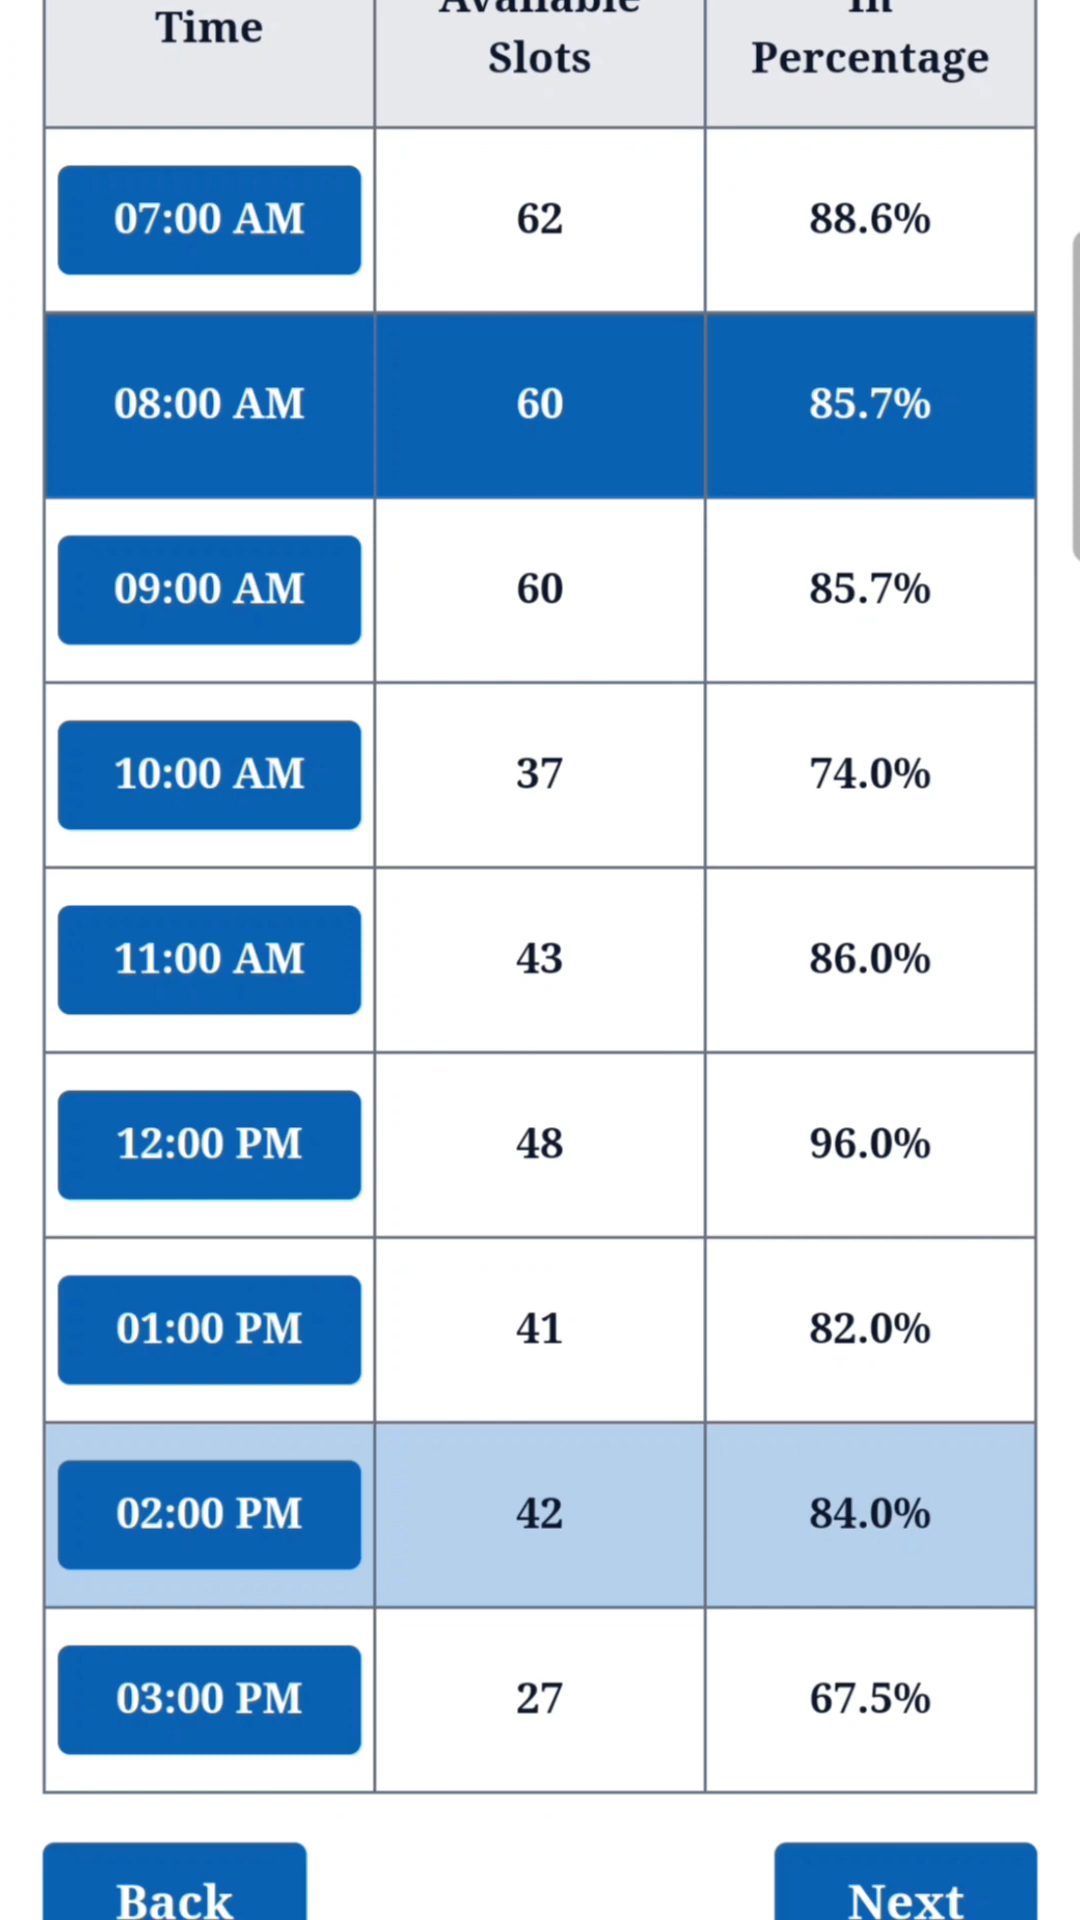 Time
Available
Slots
In
Percentage
07:00 AM 62 88.6%
08:00 AM 60 85.7%
09:00 AM 60 85.7%
10:00 AM 37 74.0%
11:00 AM 43 86.0%
12:00 PM 48 96.0%
01:00 PM 41 82.0%
02:00 PM 42 84.0%
03:00 PM 27 67.5%
Back Next